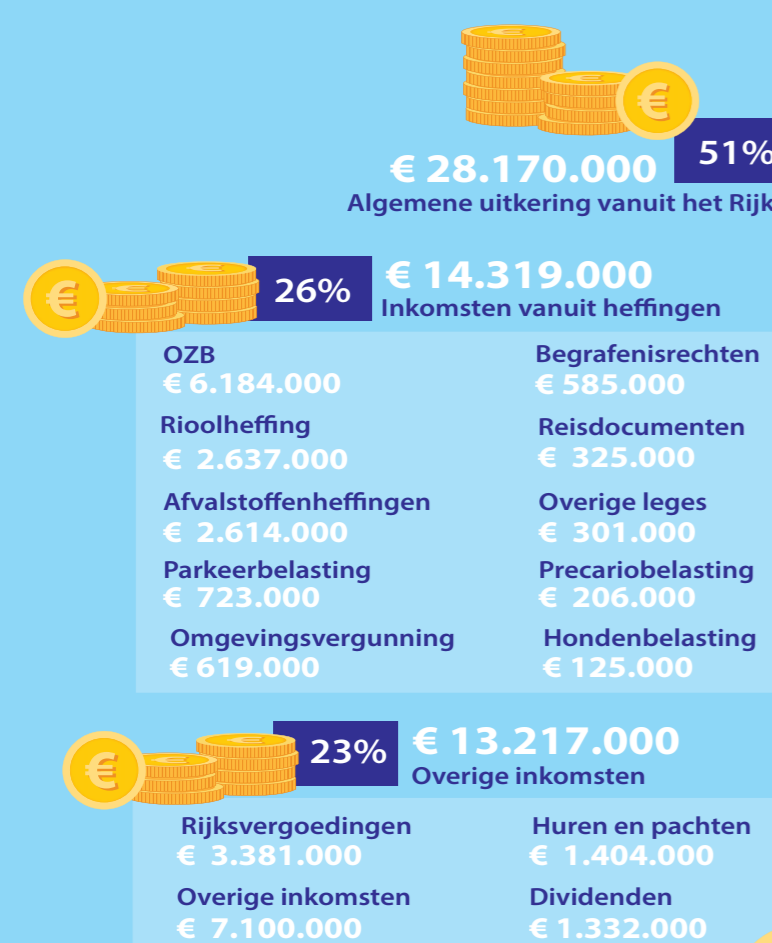 € 28.170.000 51%
Algemene uitkering vanuit het Rijk
26% € 14.319.000
Inkomsten vanuit heffingen
OZB
€ 6.184.000
Rioolheffing
€ 2.637.000
Afvalstoffenheffingen
€ 2.614.000
Parkeerbelasting
€ 723.000
Omgevingsvergunning
€ 619.000
Begrafenisrechten
€ 585.000
Reisdocumenten
€ 325.000
Overige leges
€ 301.000
Precariobelasting
€ 206.000
Hondenbelasting
€ 125.000
23% € 13.217.000
Overige inkomsten
Rijksvergoedingen
€ 3.381.000
Overige inkomsten
€ 7.100.000
Huren en pachten
€ 1.404.000
Dividenden
€ 1.332.000